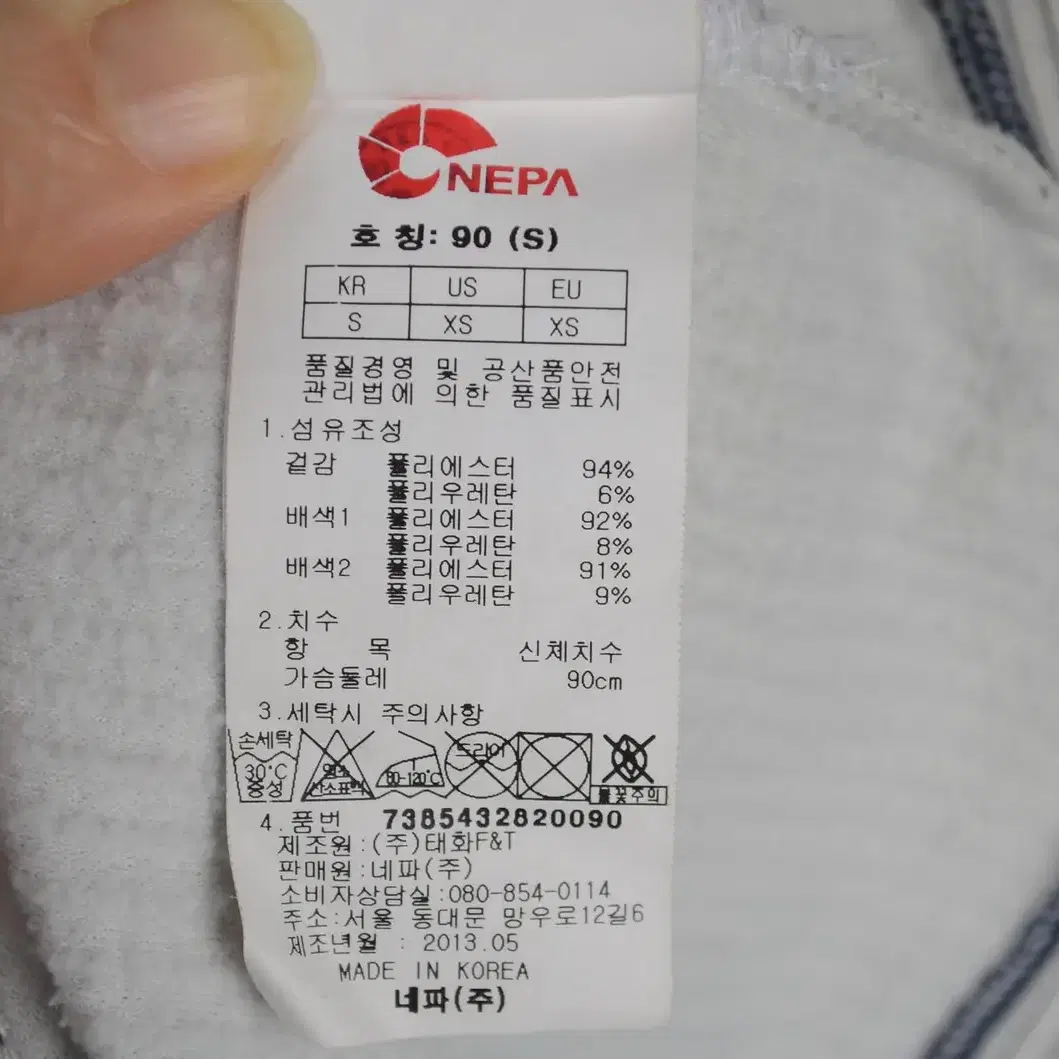 NEPA
호 칭: 90 (S)
KR US EU
S XS XS
품질경영 및 공산품안전
관리법에 의한 품질표시
1.섬유조성
겉감 폴리에스터 94%
폴리우레탄 6%
배색1 폴리에스터 92%
폴리우레탄 8%
배색2 폴리에스터 91%
폴리우레탄 9%
2.치수
항 목 신체치수
가슴둘레 90cm
3.세탁시 주의사항
손세탁 드라이
30°C 80-120°C
중성 산소표백 불꽃주의
4.품번 7385432820090
제조원:(주)태화F&T
판매원:네파(주)
소비자상담실:080-854-0114
주소:서울 동대문 망우로12길6
제조년월 : 2013.05
MADE IN KOREA
네파(주)